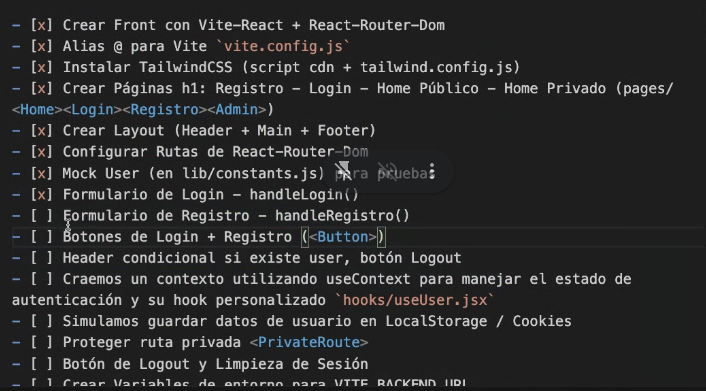 - [x] Crear Front con Vite-React + React-Router-Dom
- [x] Alias @ para Vite `vite.config.js`
- [x] Instalar TailwindCSS (script cdn + tailwind.config.js)
- [x] Crear Páginas h1: Registro - Login - Home Público - Home Privado (pages/
<Home><Login><Registro><Admin>)
- [x] Crear Layout (Header + Main + Footer)
- [x] Configurar Rutas de React-Router-Dom
- [x] Mock User (en lib/constants.js) para pruebas
- [x] Formulario de Login - handleLogin()
- [ ] Formulario de Registro - handleRegistro()
- [ ] Botones de Login + Registro (<Button>)
- [ ] Header condicional si existe user, botón Logout
- [ ] Craemos un contexto utilizando useContext para manejar el estado de
autenticación y su hook personalizado `hooks/useUser.jsx`
- [ ] Simulamos guardar datos de usuario en LocalStorage / Cookies
- [ ] Proteger ruta privada <PrivateRoute>
- [ ] Botón de Logout y Limpieza de Sesión
- [ ] Crear Variables de entorno para VITE_BACKEND_URL